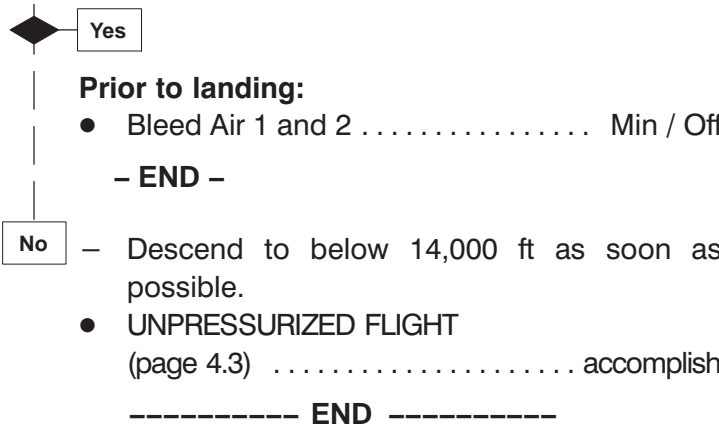 Yes
Prior to landing:
● Bleed Air 1 and 2 . . . . . . . . . . . . . . . . Min / Off
– END –
No – Descend to below 14,000 ft as soon as
possible.
● UNPRESSURIZED FLIGHT
(page 4.3) . . . . . . . . . . . . . . . . . . . . . accomplish
–––––––––– END ––––––––––